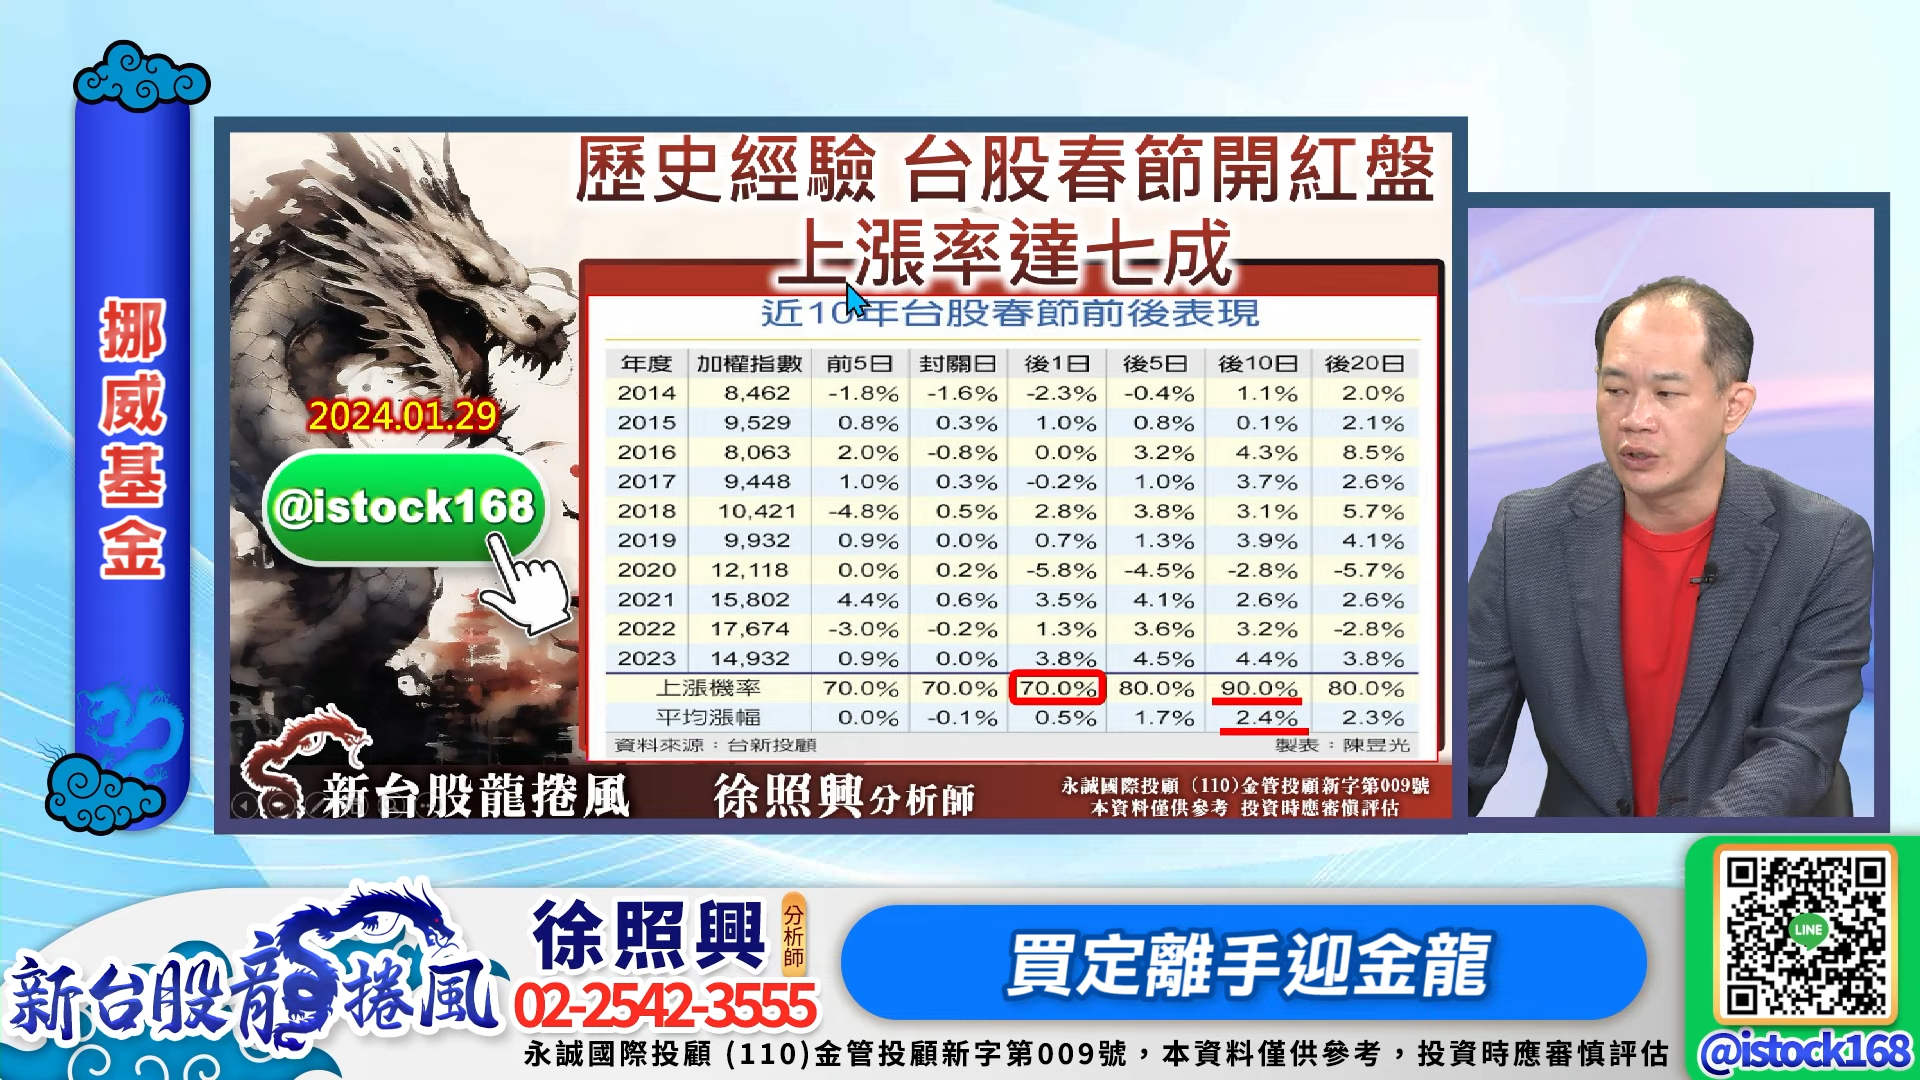 挪威基金
歷史經驗 台股春節開紅盤
上漲率達七成
2024.01.29
@istock168
近10年台股春節前後表現
年度 加權指數 前5日 封關日 後1日 後5日 後10日 後20日
2014 8,462 -1.8% -1.6% -2.3% -0.4% 1.1% 2.0%
2015 9,529 0.8% 0.3% 1.0% 0.8% 0.1% 2.1%
2016 8,063 2.0% -0.8% 0.0% 3.2% 4.3% 8.5%
2017 9,448 1.0% 0.3% -0.2% 1.0% 3.7% 2.6%
2018 10,421 -4.8% 0.5% 2.8% 3.8% 3.1% 5.7%
2019 9,932 0.9% 0.0% 0.7% 1.3% 3.9% 4.1%
2020 12,118 0.0% 0.2% -5.8% -4.5% -2.8% -5.7%
2021 15,802 4.4% 0.6% 3.5% 4.1% 2.6% 2.6%
2022 17,674 -3.0% -0.2% 1.3% 3.6% 3.2% -2.8%
2023 14,932 0.9% 0.0% 3.8% 4.5% 4.4% 3.8%
上漲機率 70.0% 70.0% 70.0% 80.0% 90.0% 80.0%
平均漲幅 0.0% -0.1% 0.5% 1.7% 2.4% 2.3%
資料來源：台新投顧 製表：陳昱光
新台股龍捲風 徐照興分析師
永誠國際投顧 (110)金管投顧新字第009號
本資料僅供參考 投資時應審慎評估
新台股龍捲風
徐照興 分析師
02-2542-3555
買定離手迎金龍
LINE
@istock168
永誠國際投顧 (110)金管投顧新字第009號，本資料僅供參考，投資時應審慎評估